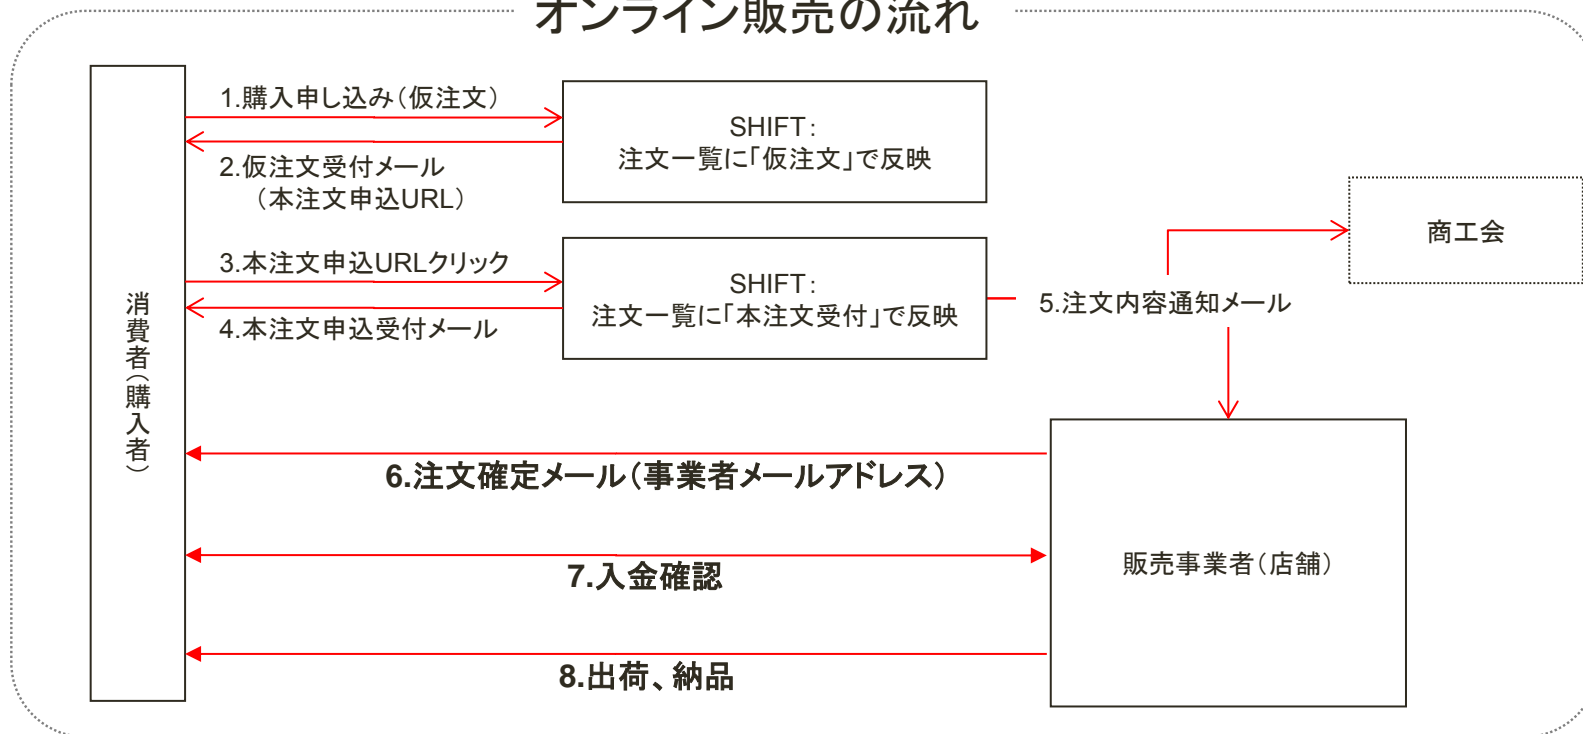 オンライン販売の流れ
1.購入申し込み（仮注文）
SHIFT：
注文一覧に「仮注文」で反映
2.仮注文受付メール
（本注文申込URL）
商工会
3.本注文申込URLクリック
SHIFT：
注文一覧に「本注文受付」で反映
5.注文内容通知メール
4.本注文申込受付メール
消費者（購入者）
6.注文確定メール（事業者メールアドレス）
販売事業者（店舗）
7.入金確認
8.出荷、納品